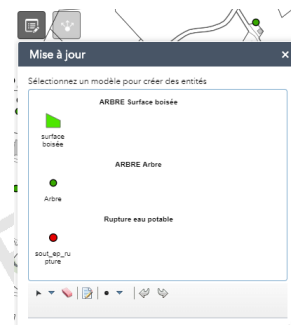 Mise à jour
×
Sélectionnez un modèle pour créer des entités
ARBRE Surface boisée
surface
boisée
ARBRE Arbre
Arbre
Rupture eau potable
sout_ep_ru
pture